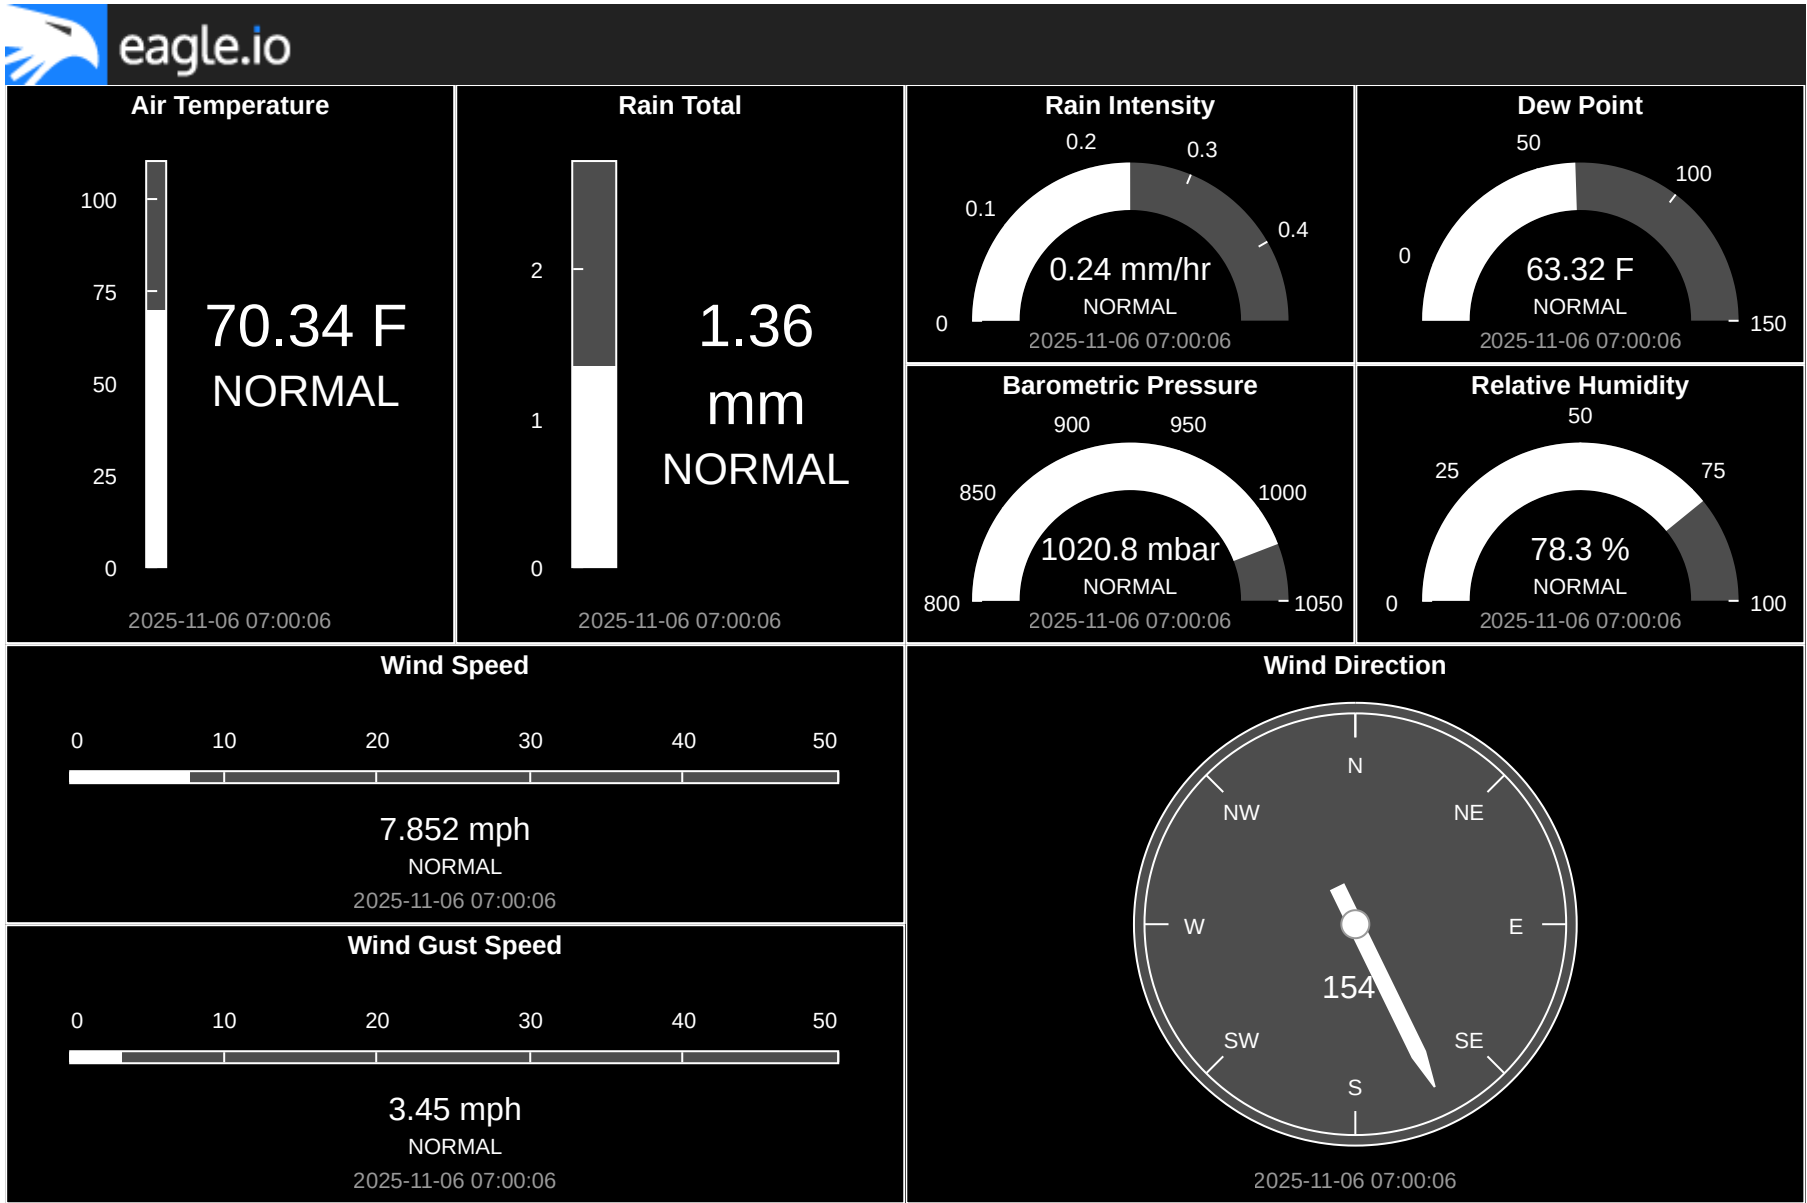 eagle.io
Air Temperature
100
75
50
25
0
70.34 F
NORMAL
2025-11-06 07:00:06
Rain Total
2
1
0
1.36
mm
NORMAL
2025-11-06 07:00:06
Rain Intensity
0
0.1
0.2
0.3
0.4
0.24 mm/hr
NORMAL
2025-11-06 07:00:06
Dew Point
0
50
100
150
63.32 F
NORMAL
2025-11-06 07:00:06
Barometric Pressure
800
850
900
950
1000
1050
1020.8 mbar
NORMAL
2025-11-06 07:00:06
Relative Humidity
0
25
50
75
100
78.3 %
NORMAL
2025-11-06 07:00:06
Wind Speed
0 10 20 30 40 50
7.852 mph
NORMAL
2025-11-06 07:00:06
Wind Gust Speed
0 10 20 30 40 50
3.45 mph
NORMAL
2025-11-06 07:00:06
Wind Direction
N
NW NE
W E
154
SW SE
S
2025-11-06 07:00:06